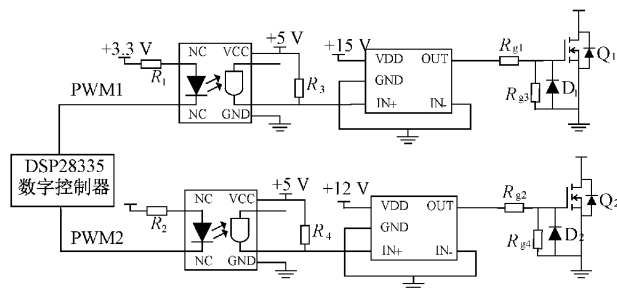 +3.3 V
R1
NC
NC
VCC
GND
+5 V
R3
+15 V
VDD
GND
IN+
OUT
IN-
Rg1
Rg3
D1
Q1
PWM1
DSP28335
数字控制器
PWM2
R2
NC
NC
VCC
GND
+5 V
R4
+12 V
VDD
GND
IN+
OUT
IN-
Rg2
Rg4
D2
Q2